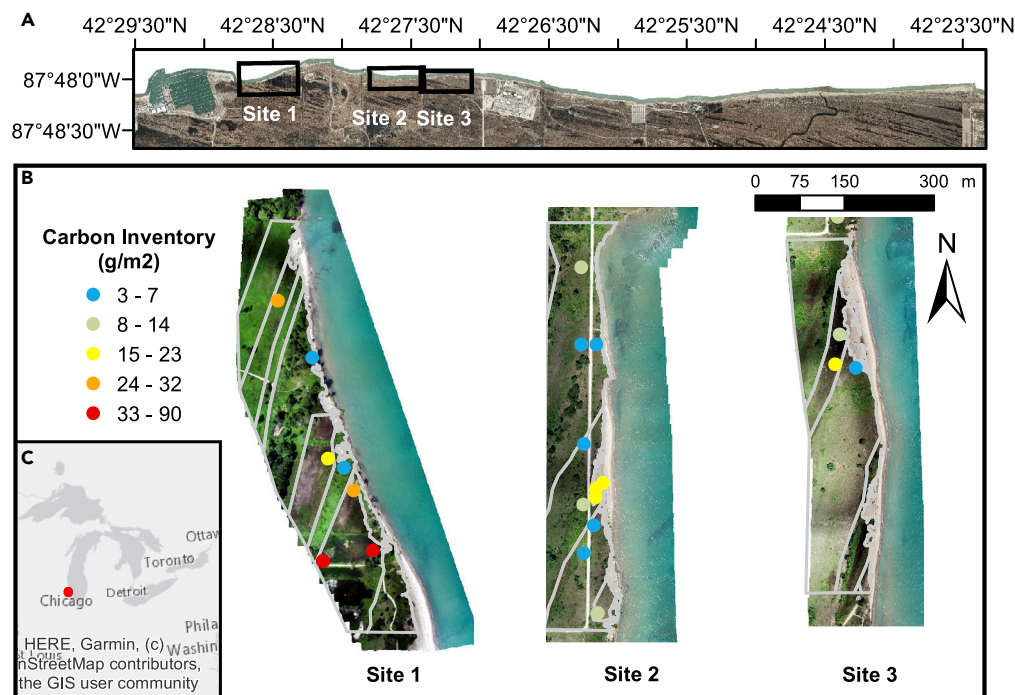 A
42°29'30"N 42°28'30"N 42°27'30"N 42°26'30"N 42°25'30"N 42°24'30"N 42°23'30"N
87°48'0"W
87°48'30"W
Site 1 Site 2 Site 3
B
0 75 150 300 m
Carbon Inventory
(g/m2)
3 - 7
8 - 14
15 - 23
24 - 32
33 - 90
N
C
Ottaw
Toronto
Detroit
Chicago
Phila
St Louis
Washin
HERE, Garmin, (c)
nStreetMap contributors,
the GIS user community
Site 1 Site 2 Site 3